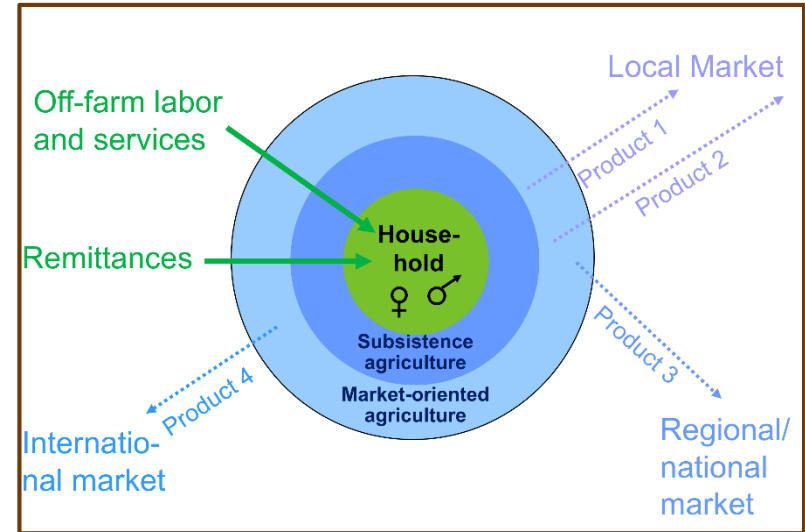 Local Market
Off-farm labor
and services
Product 1
Product 2
House-
hold
Remittances
♀ ♂
Subsistence
agriculture
Market-oriented
agriculture
Product 3
Product 4
Internatio-
nal market
Regional/
national
market